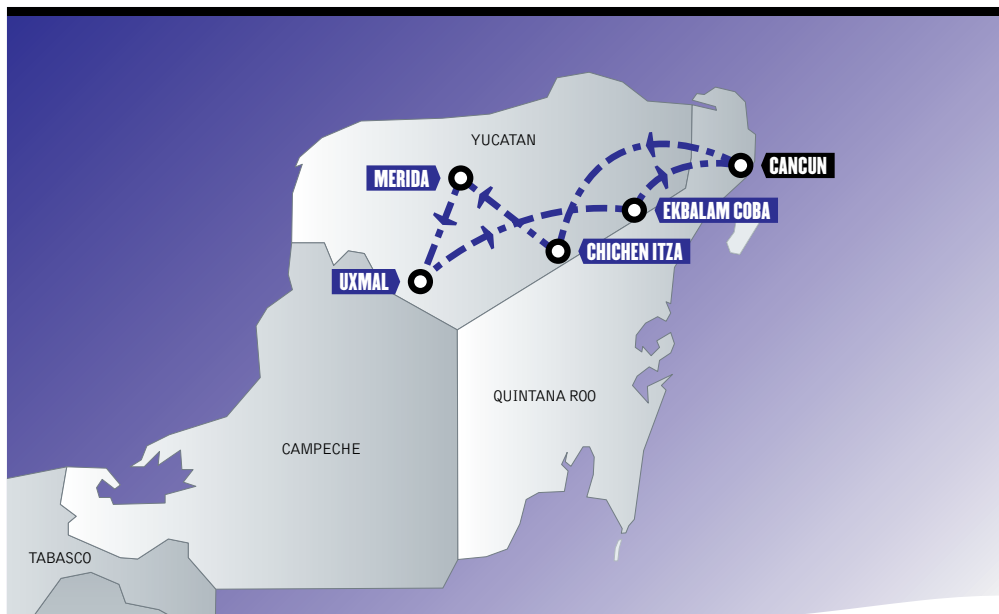 YUCATAN
CANCUN
MERIDA
EKBALAM COBA
CHICHEN ITZA
UXMAL
QUINTANA ROO
CAMPECHE
TABASCO